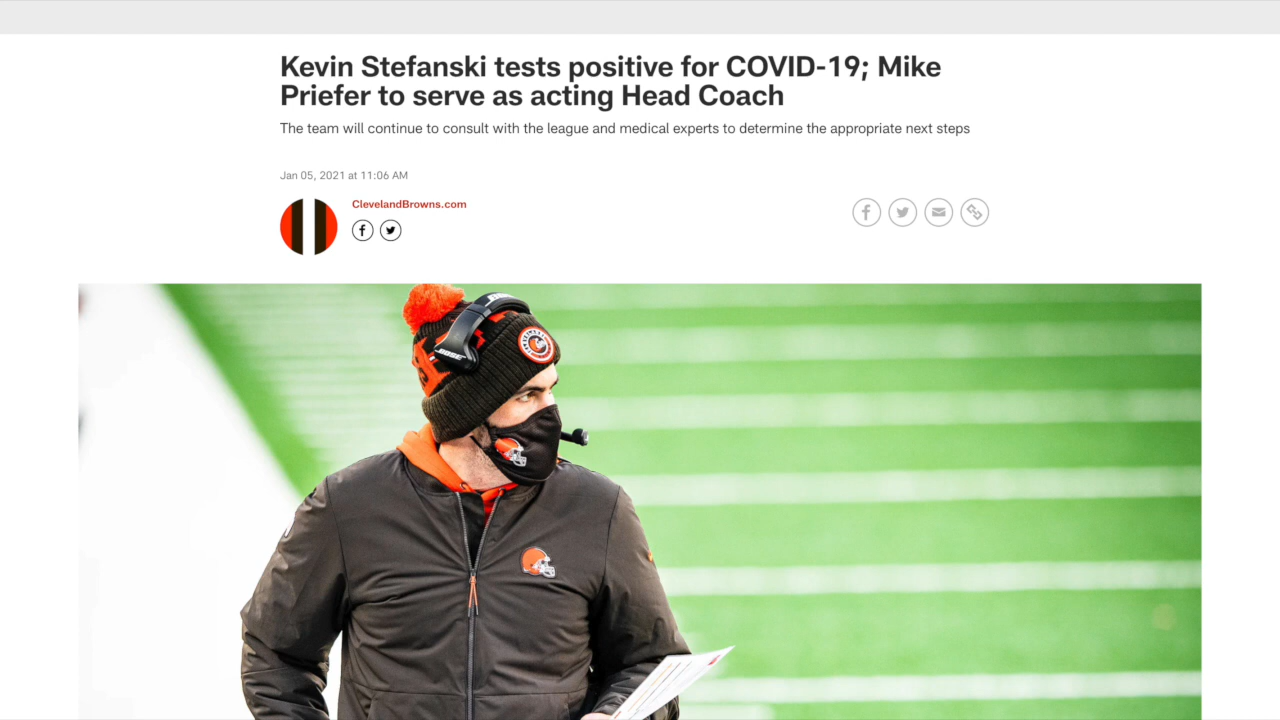 Kevin Stefanski tests positive for COVID-19; Mike
Priefer to serve as acting Head Coach
The team will continue to consult with the league and medical experts to determine the appropriate next steps
Jan 05, 2021 at 11:06 AM
ClevelandBrowns.com
BOSE